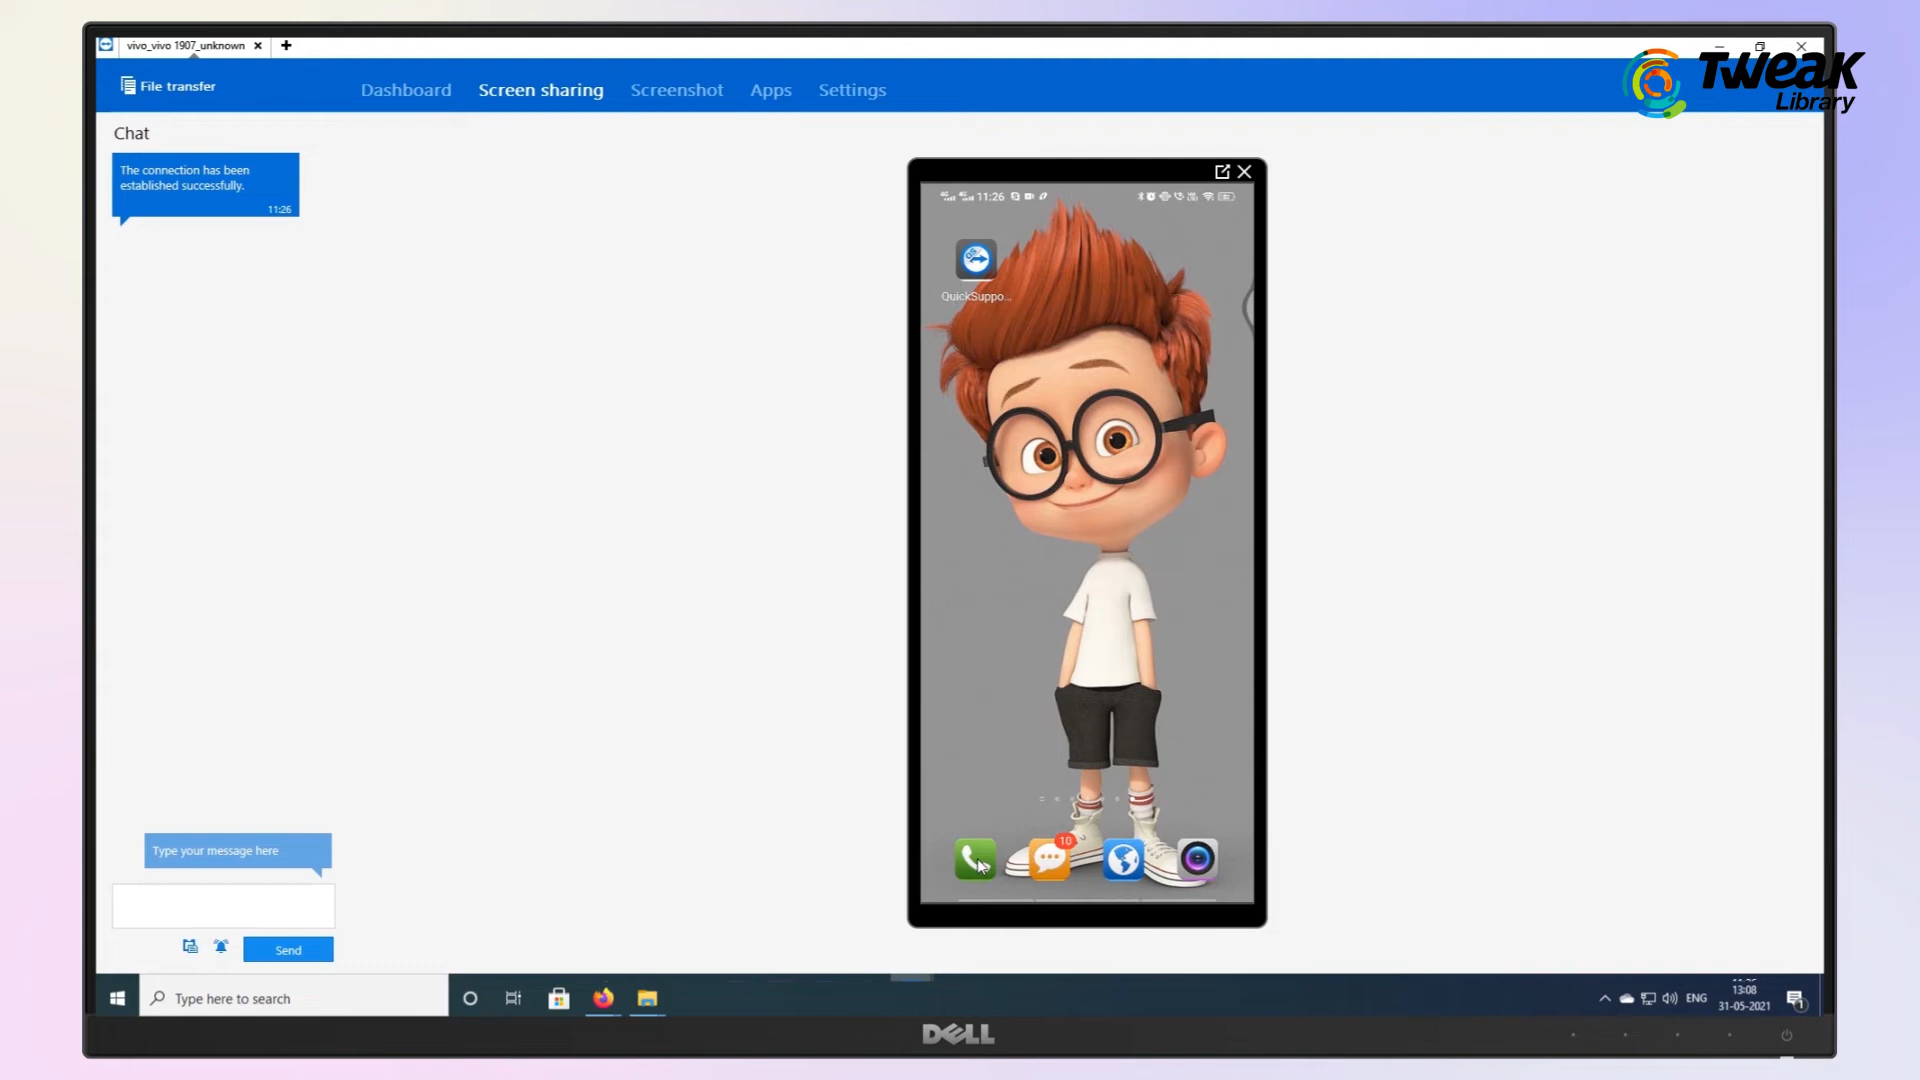 vivo_vivo 1907_unknown
File transfer
Dashboard
Screen sharing
Screenshot
Apps
Settings
Tweak
Library
Chat
The connection has been
established successfully.
11:26
11:26
QuickSuppo...
10
Type your message here
Send
Type here to search
ENG
13:08
31-05-2021
1
DELL